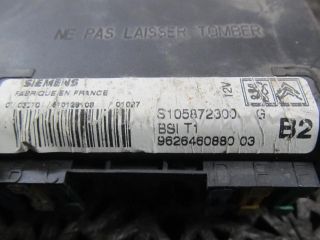 NE PAS LAISSER TOMBER
SIEMENS
FABRIQUE EN FRANCE
12V
S105872300 G
BSI T1
B2
9626460880 03